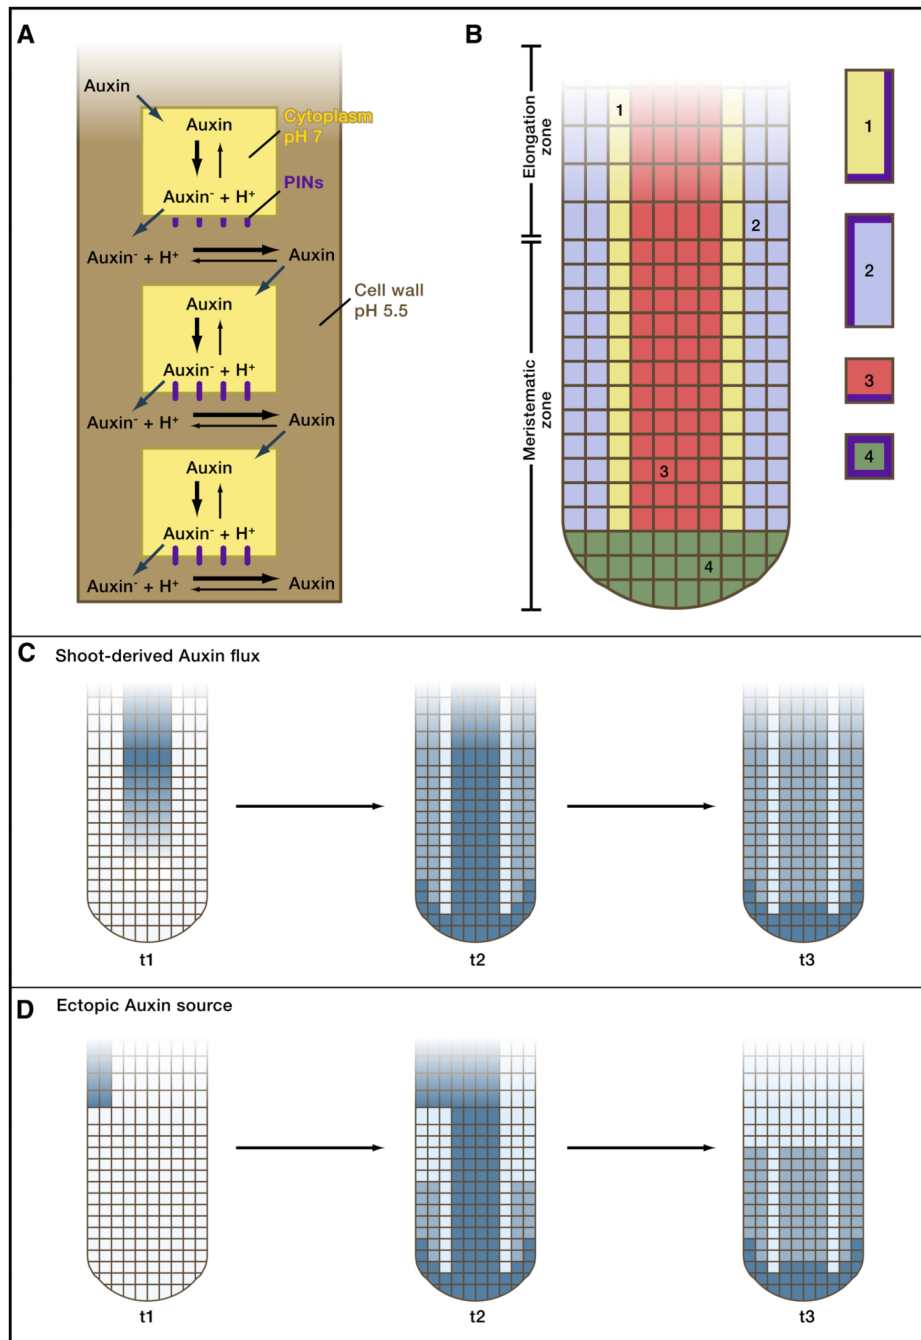 A
Auxin
Auxin
Cytoplasm
pH 7
Auxin⁻ + H⁺
PINs
Auxin⁻ + H⁺
Auxin
Auxin
Cell wall
pH 5.5
Auxin⁻ + H⁺
Auxin⁻ + H⁺
Auxin
Auxin
Auxin⁻ + H⁺
Auxin⁻ + H⁺
Auxin
B
Elongation
zone
Meristematic
zone
1
2
3
4
1
2
3
4
C Shoot-derived Auxin flux
t1
t2
t3
D Ectopic Auxin source
t1
t2
t3